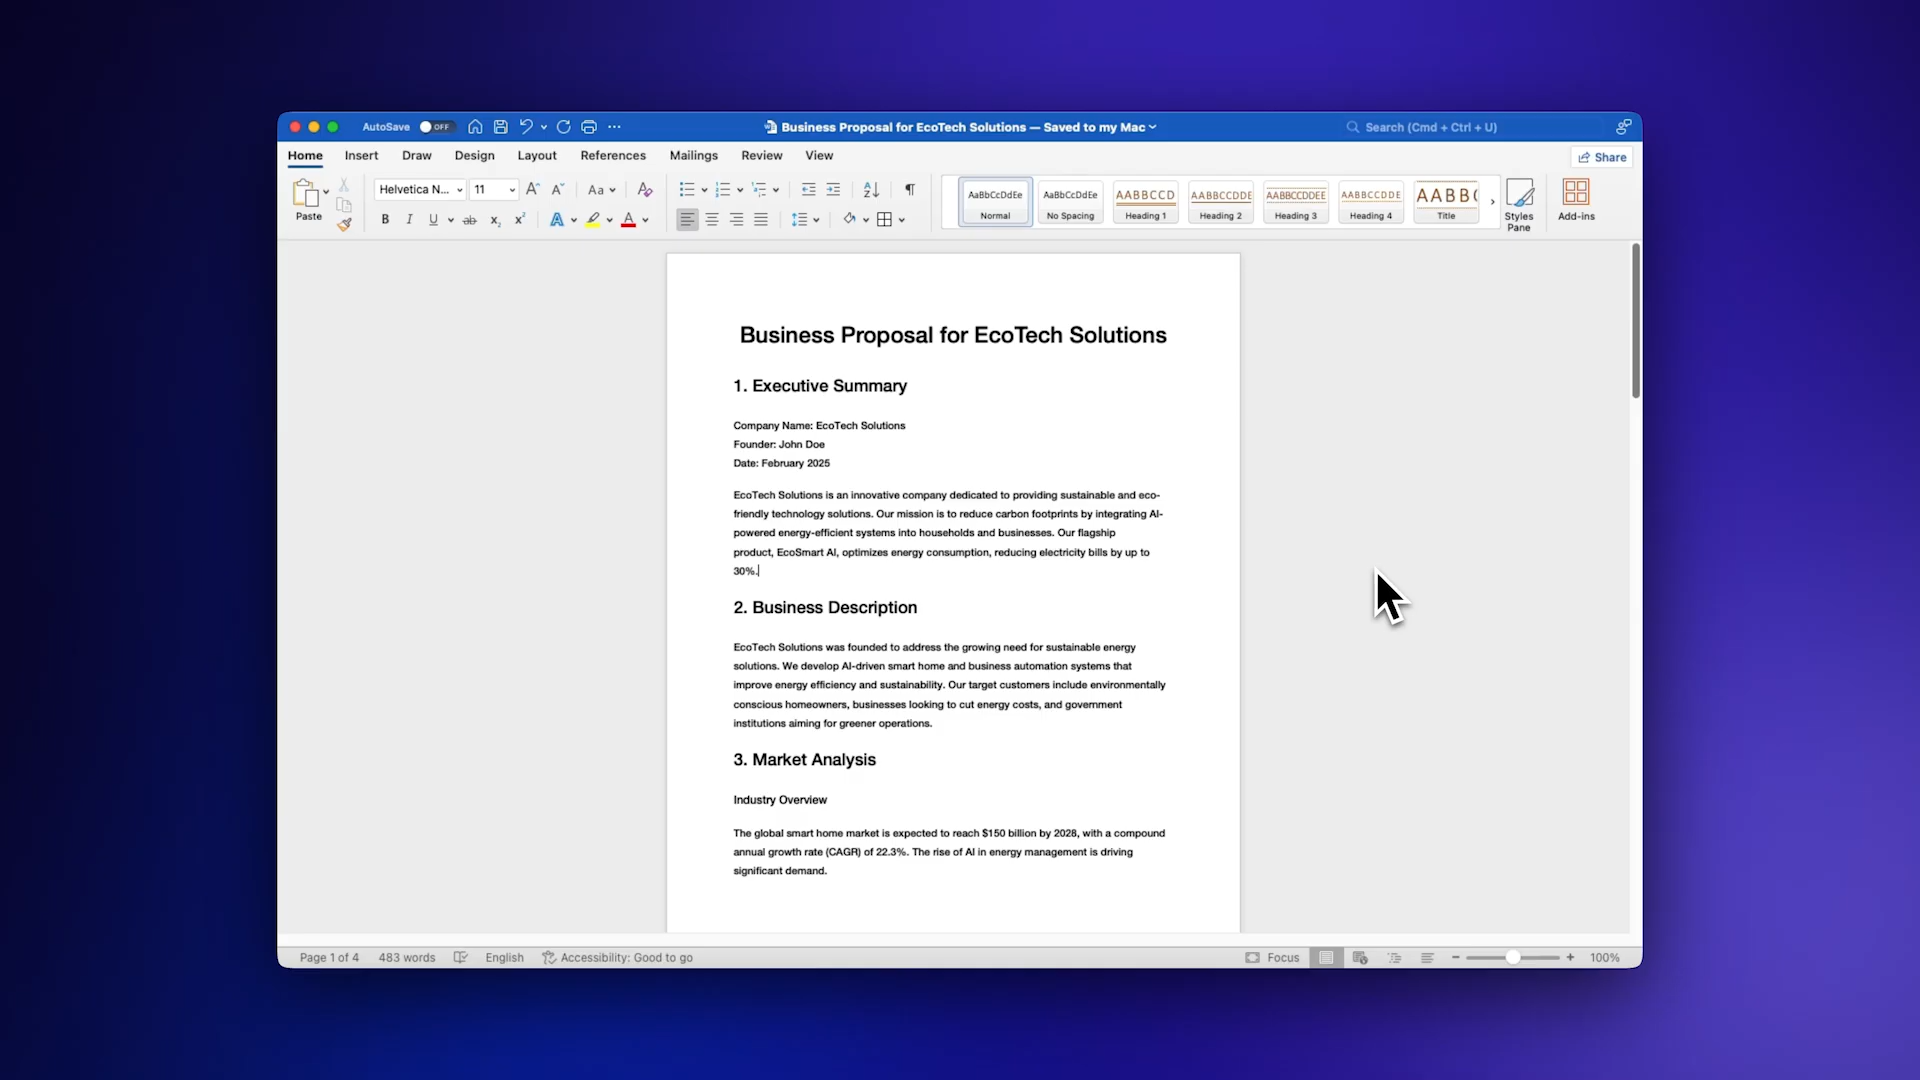 AutoSave OFF Business Proposal for EcoTech Solutions — Saved to my Mac Search (Cmd + Ctrl + U)
Home Insert Draw Design Layout References Mailings Review View Share
Paste Helvetica N... 11 Aa
AaBbCcDdEe AaBbCcDdEe AABBCCD AABBCCDDE AABBCCDDEE AABBCCDDE AABB(
Normal No Spacing Heading 1 Heading 2 Heading 3 Heading 4 Title Styles Pane Add-ins
Business Proposal for EcoTech Solutions
1. Executive Summary
Company Name: EcoTech Solutions
Founder: John Doe
Date: February 2025
EcoTech Solutions is an innovative company dedicated to providing sustainable and eco-
friendly technology solutions. Our mission is to reduce carbon footprints by integrating AI-
powered energy-efficient systems into households and businesses. Our flagship
product, EcoSmart AI, optimizes energy consumption, reducing electricity bills by up to
30%.
2. Business Description
EcoTech Solutions was founded to address the growing need for sustainable energy
solutions. We develop AI-driven smart home and business automation systems that
improve energy efficiency and sustainability. Our target customers include environmentally
conscious homeowners, businesses looking to cut energy costs, and government
institutions aiming for greener operations.
3. Market Analysis
Industry Overview
The global smart home market is expected to reach $150 billion by 2028, with a compound
annual growth rate (CAGR) of 22.3%. The rise of AI in energy management is driving
significant demand.
Page 1 of 4 483 words English Accessibility: Good to go Focus 100%